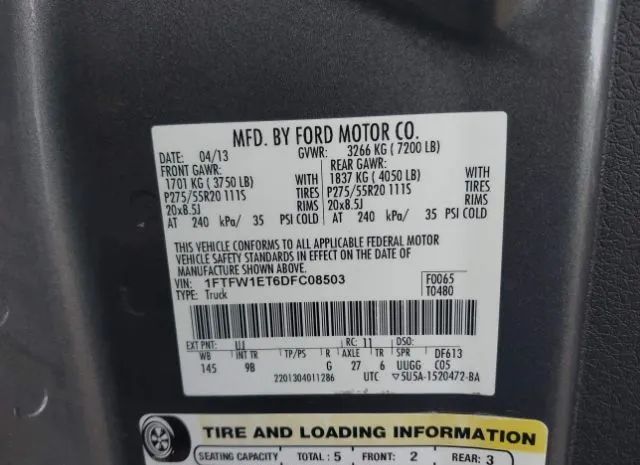 MFD. BY FORD MOTOR CO.
DATE: 04/13 GVWR: 3266 KG ( 7200 LB)
FRONT GAWR: REAR GAWR:
1701 KG ( 3750 LB) WITH 1837 KG ( 4050 LB) WITH
P275/55R20 111S TIRES P275/55R20 111S TIRES
20x8.5J RIMS 20x8.5J RIMS
AT 240 kPa/ 35 PSI COLD AT 240 kPa/ 35 PSI COLD
THIS VEHICLE CONFORMS TO ALL APPLICABLE FEDERAL MOTOR
VEHICLE SAFETY STANDARDS IN EFFECT ON THE DATE OF
MANUFACTURE SHOWN ABOVE.
VIN: 1FTFW1ET6DFC08503 F0065
TYPE: Truck T0480
EXT PNT: UJ RC: 11 DSO:
WB INT TR TP/PS R AXLE TR SPR DF613
145 9B G 27 6 UUGG C05
2201304011286 UTC 5U5A-1520472-BA
TIRE AND LOADING INFORMATION
SEATING CAPACITY TOTAL: 5 FRONT: 2 REAR: 3